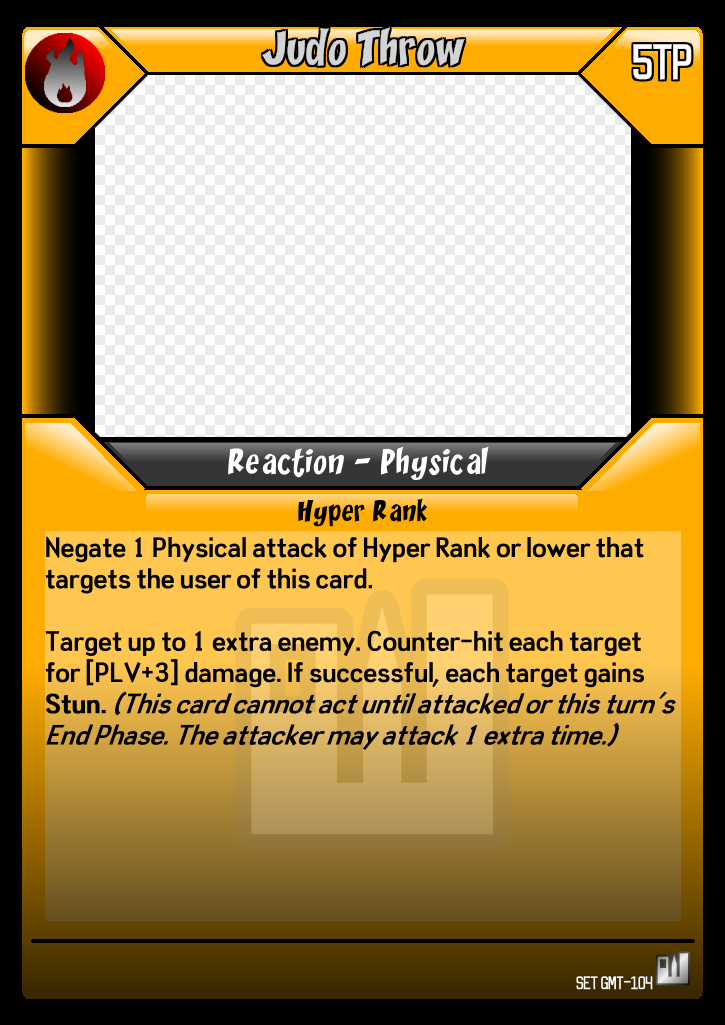 Judo Throw
5TP
Reaction - Physical
Hyper Rank
Negate 1 Physical attack of Hyper Rank or lower that
targets the user of this card.
Target up to 1 extra enemy. Counter-hit each target
for [PLV+3] damage. If successful, each target gains
Stun. (This card cannot act until attacked or this turn's
End Phase. The attacker may attack 1 extra time.)
SET GMT-104